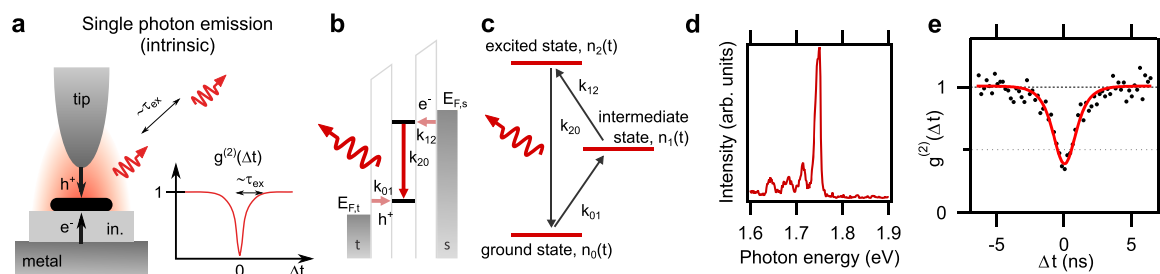 a
Single photon emission
(intrinsic)
tip
~τex
~τex
h+
e-
in.
metal
g(2)(Δt)
~τex
1
0
Δt
b
e-
EF,s
k12
k20
k01
EF,t
h+
t
s
c
excited state, n2(t)
k12
k20
intermediate
state, n1(t)
k01
ground state, n0(t)
d
Intensity (arb. units)
1.6
1.7
1.8
1.9
Photon energy (eV)
e
g(2)(Δt)
1
0
-5
0
5
Δt (ns)